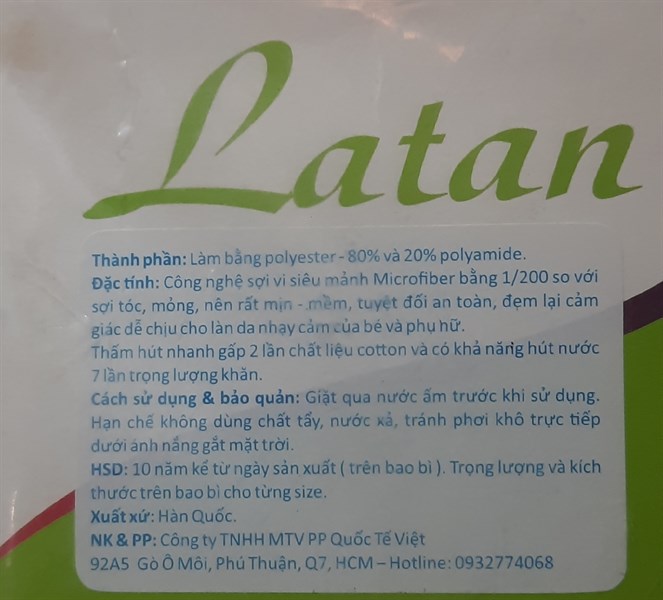 Latan
Thành phần: Làm bằng polyester - 80% và 20% polyamide.
Đặc tính: Công nghệ sợi vi siêu mảnh Microfiber bằng 1/200 so với
sợi tóc, mỏng, nên rất mịn - mềm, tuyệt đối an toàn, đẹm lại cảm
giác dễ chịu cho làn da nhạy cảm của bé và phụ hữ.
Thấm hút nhanh gấp 2 lần chất liệu cotton và có khả năng hút nước
7 lần trọng lượng khăn.
Cách sử dụng & bảo quản: Giặt qua nước ấm trước khi sử dụng.
Hạn chế không dùng chất tẩy, nước xả, tránh phơi khô trực tiếp
dưới ánh nắng gắt mặt trời.
HSD: 10 năm kể từ ngày sản xuất ( trên bao bì ). Trọng lượng và kích
thước trên bao bì cho từng size.
Xuất xứ: Hàn Quốc.
NK & PP: Công ty TNHH MTV PP Quốc Tế Việt
92A5 Gò Ô Môi, Phú Thuận, Q7, HCM – Hotline: 0932774068